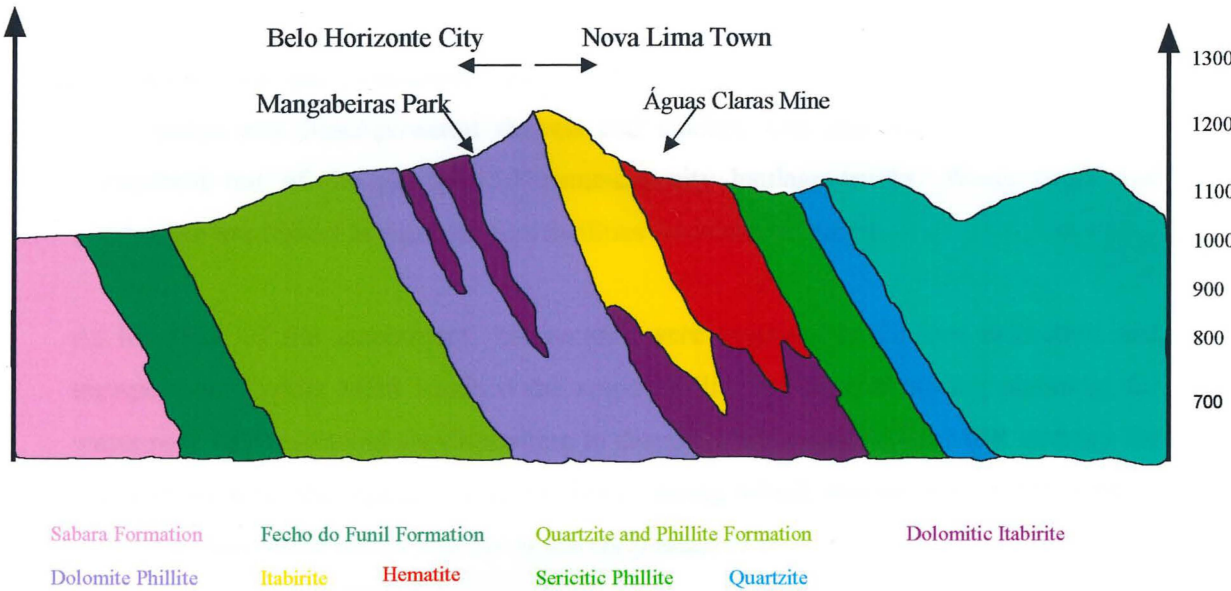 Belo Horizonte City Nova Lima Town
Mangabeiras Park Águas Claras Mine
1300
1200
1100
1000
900
800
700
Sabara Formation Fecho do Funil Formation Quartzite and Phillite Formation Dolomitic Itabirite
Dolomite Phillite Itabirite Hematite Sericitic Phillite Quartzite